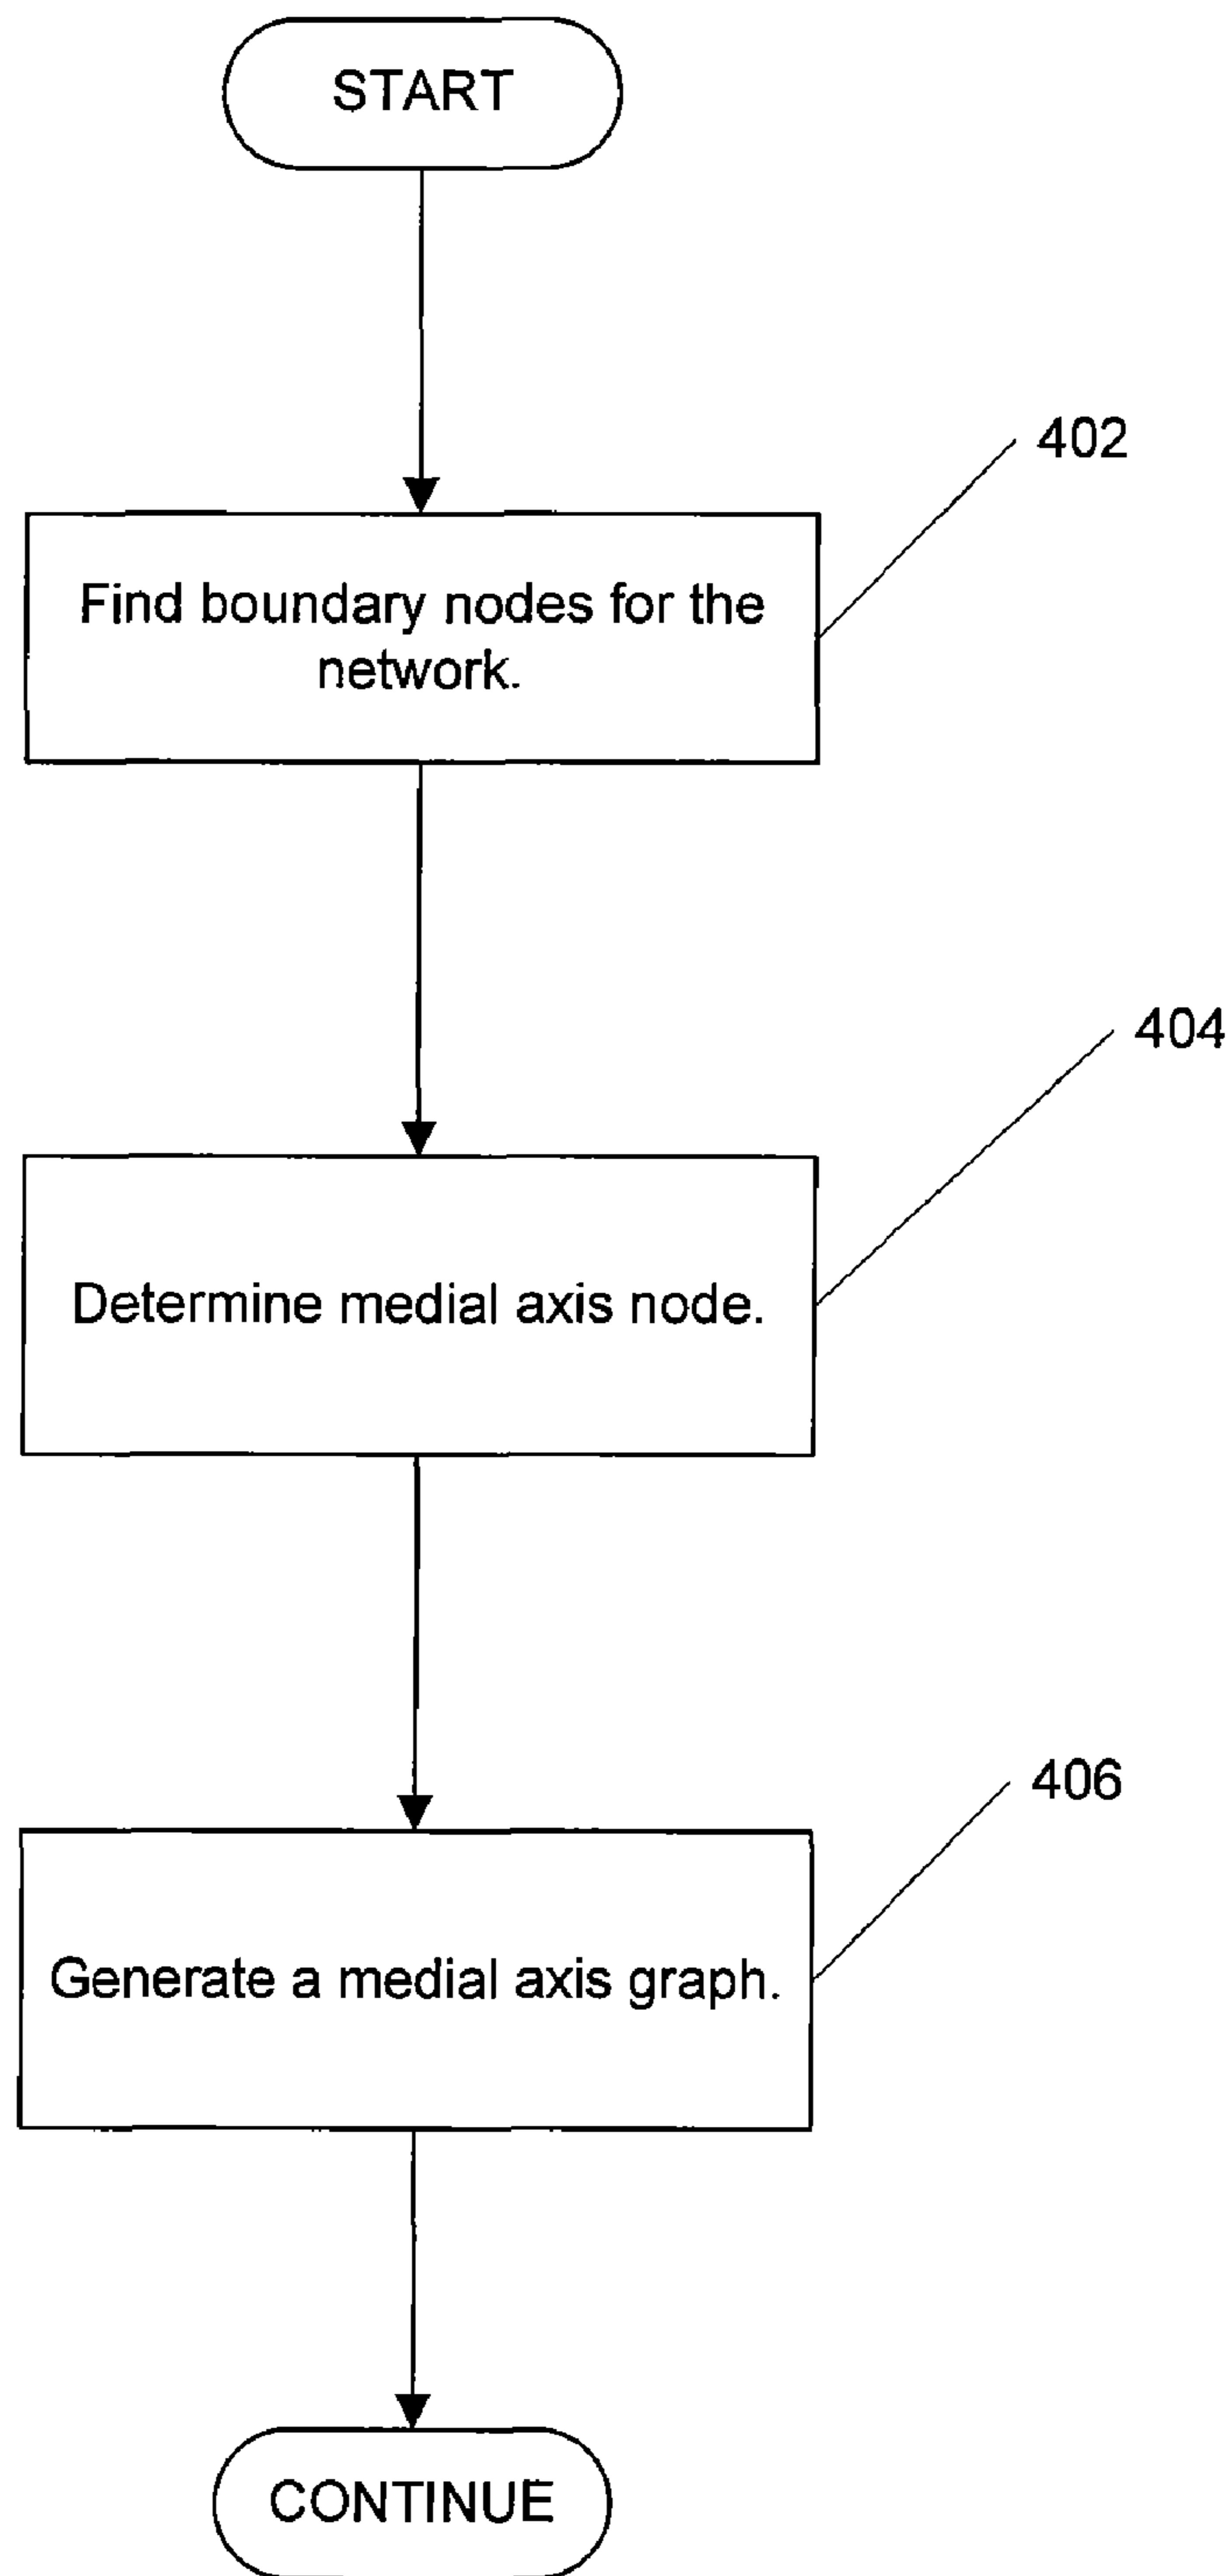 START
402
Find boundary nodes for the
network.
404
Determine medial axis node.
406
Generate a medial axis graph.
CONTINUE